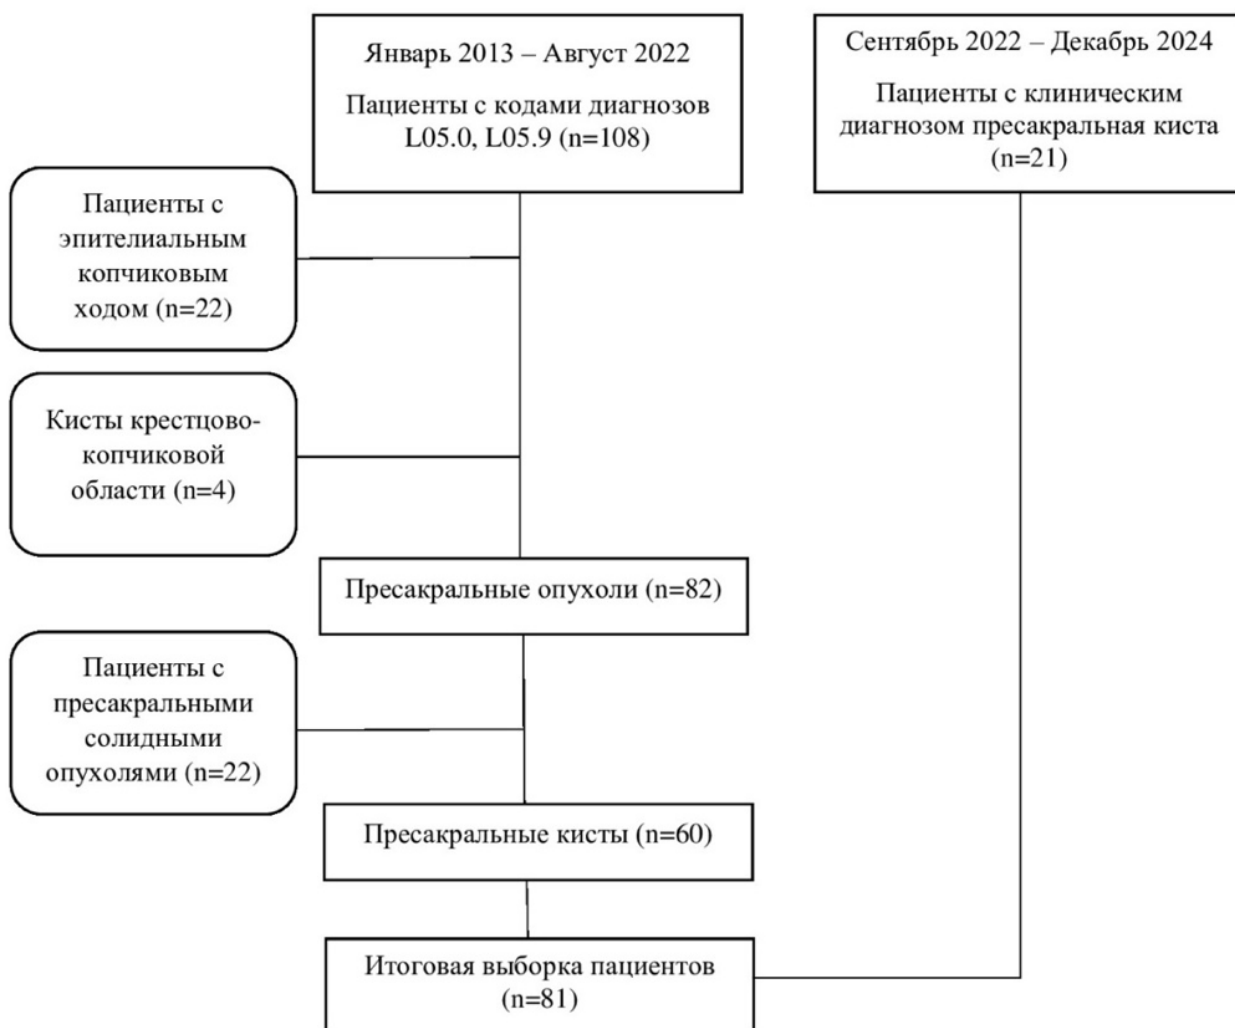 Январь 2013 – Август 2022
Пациенты с кодами диагнозов
L05.0, L05.9 (n=108)
Сентябрь 2022 – Декабрь 2024
Пациенты с клиническим
диагнозом пресакральная киста
(n=21)
Пациенты с
эпителиальным
копчиковым
ходом (n=22)
Кисты крестцово-
копчиковой
области (n=4)
Пресакральные опухоли (n=82)
Пациенты с
пресакральными
солидными
опухолями (n=22)
Пресакральные кисты (n=60)
Итоговая выборка пациентов
(n=81)